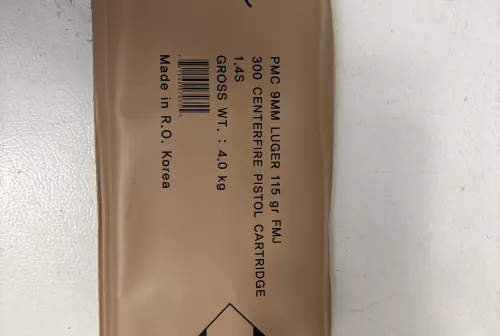 PMC 9MM LUGER 115 gr FMJ
300 CENTERFIRE PISTOL CARTRIDGE
1.4S
GROSS WT. : 4.0 kg
Made in R.O. Korea